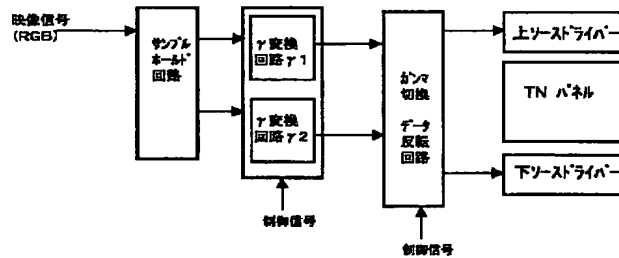 映像信号
(RGB)
サンプル
ホールド
回路
γ変換
回路γ1
γ変換
回路γ2
制御信号
ガンマ
切換
データ
反転
回路
制御信号
上ソースドライバー
TN パネル
下ソースドライバー